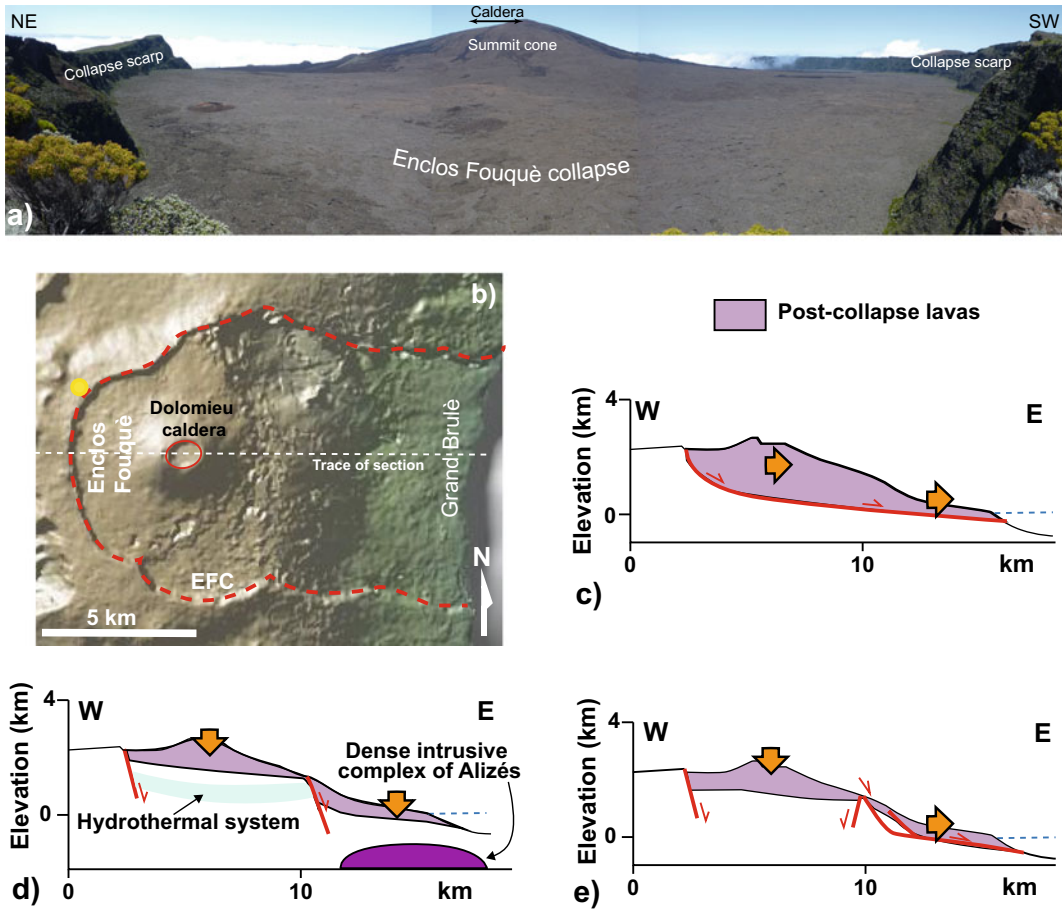 NE
Caldera
SW
Summit cone
Collapse scarp
Collapse scarp
Enclos Fouquè collapse
a)
b)
Dolomieu
caldera
Enclos
Fouquè
Trace of section
Grand Brulè
EFC
N
5 km
Post-collapse lavas
Elevation (km)
4
0
W
E
0
10
km
c)
Elevation (km)
4
0
W
E
Dense intrusive
complex of Alizés
Hydrothermal system
0
10
km
d)
Elevation (km)
4
0
W
E
0
10
km
e)